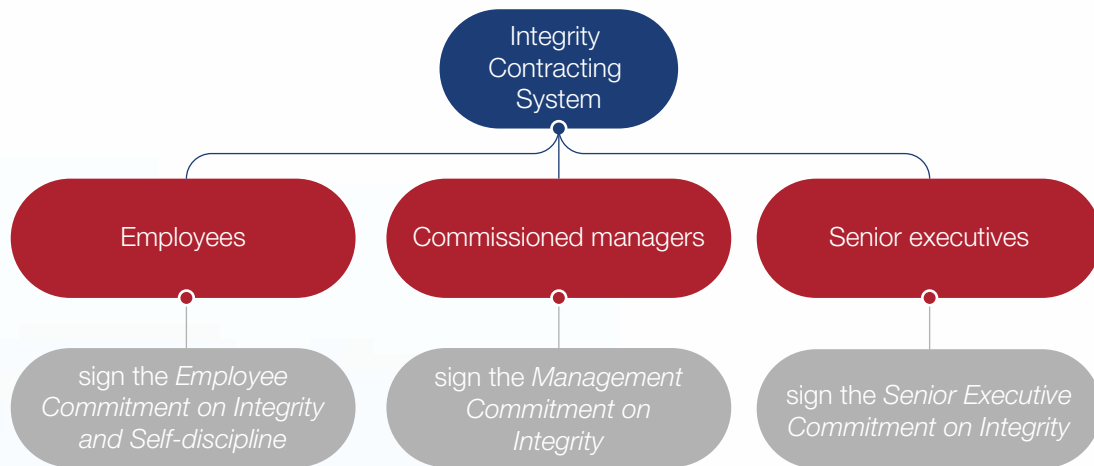 Integrity
Contracting
System
Employees
Commissioned managers
Senior executives
sign the Employee
Commitment on Integrity
and Self-discipline
sign the Management
Commitment on
Integrity
sign the Senior Executive
Commitment on Integrity